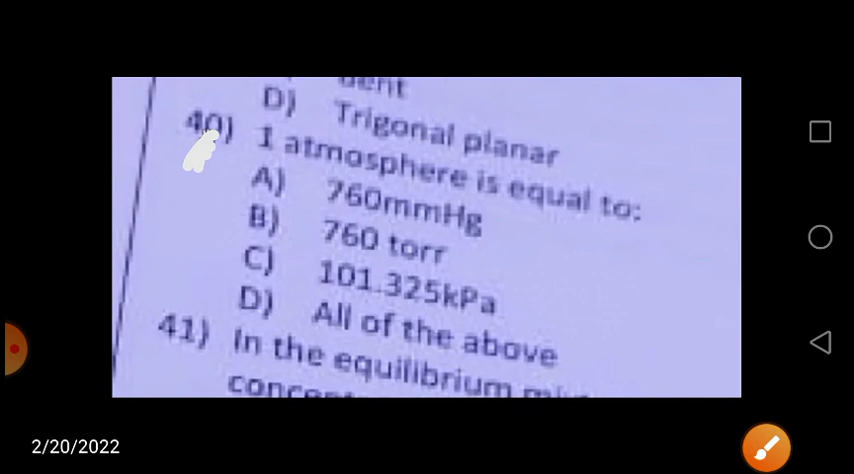 D) Trigonal planar
40) 1 atmosphere is equal to:
A) 760mmHg
B) 760 torr
C) 101.325kPa
D) All of the above
41) In the equilibrium
2/20/2022